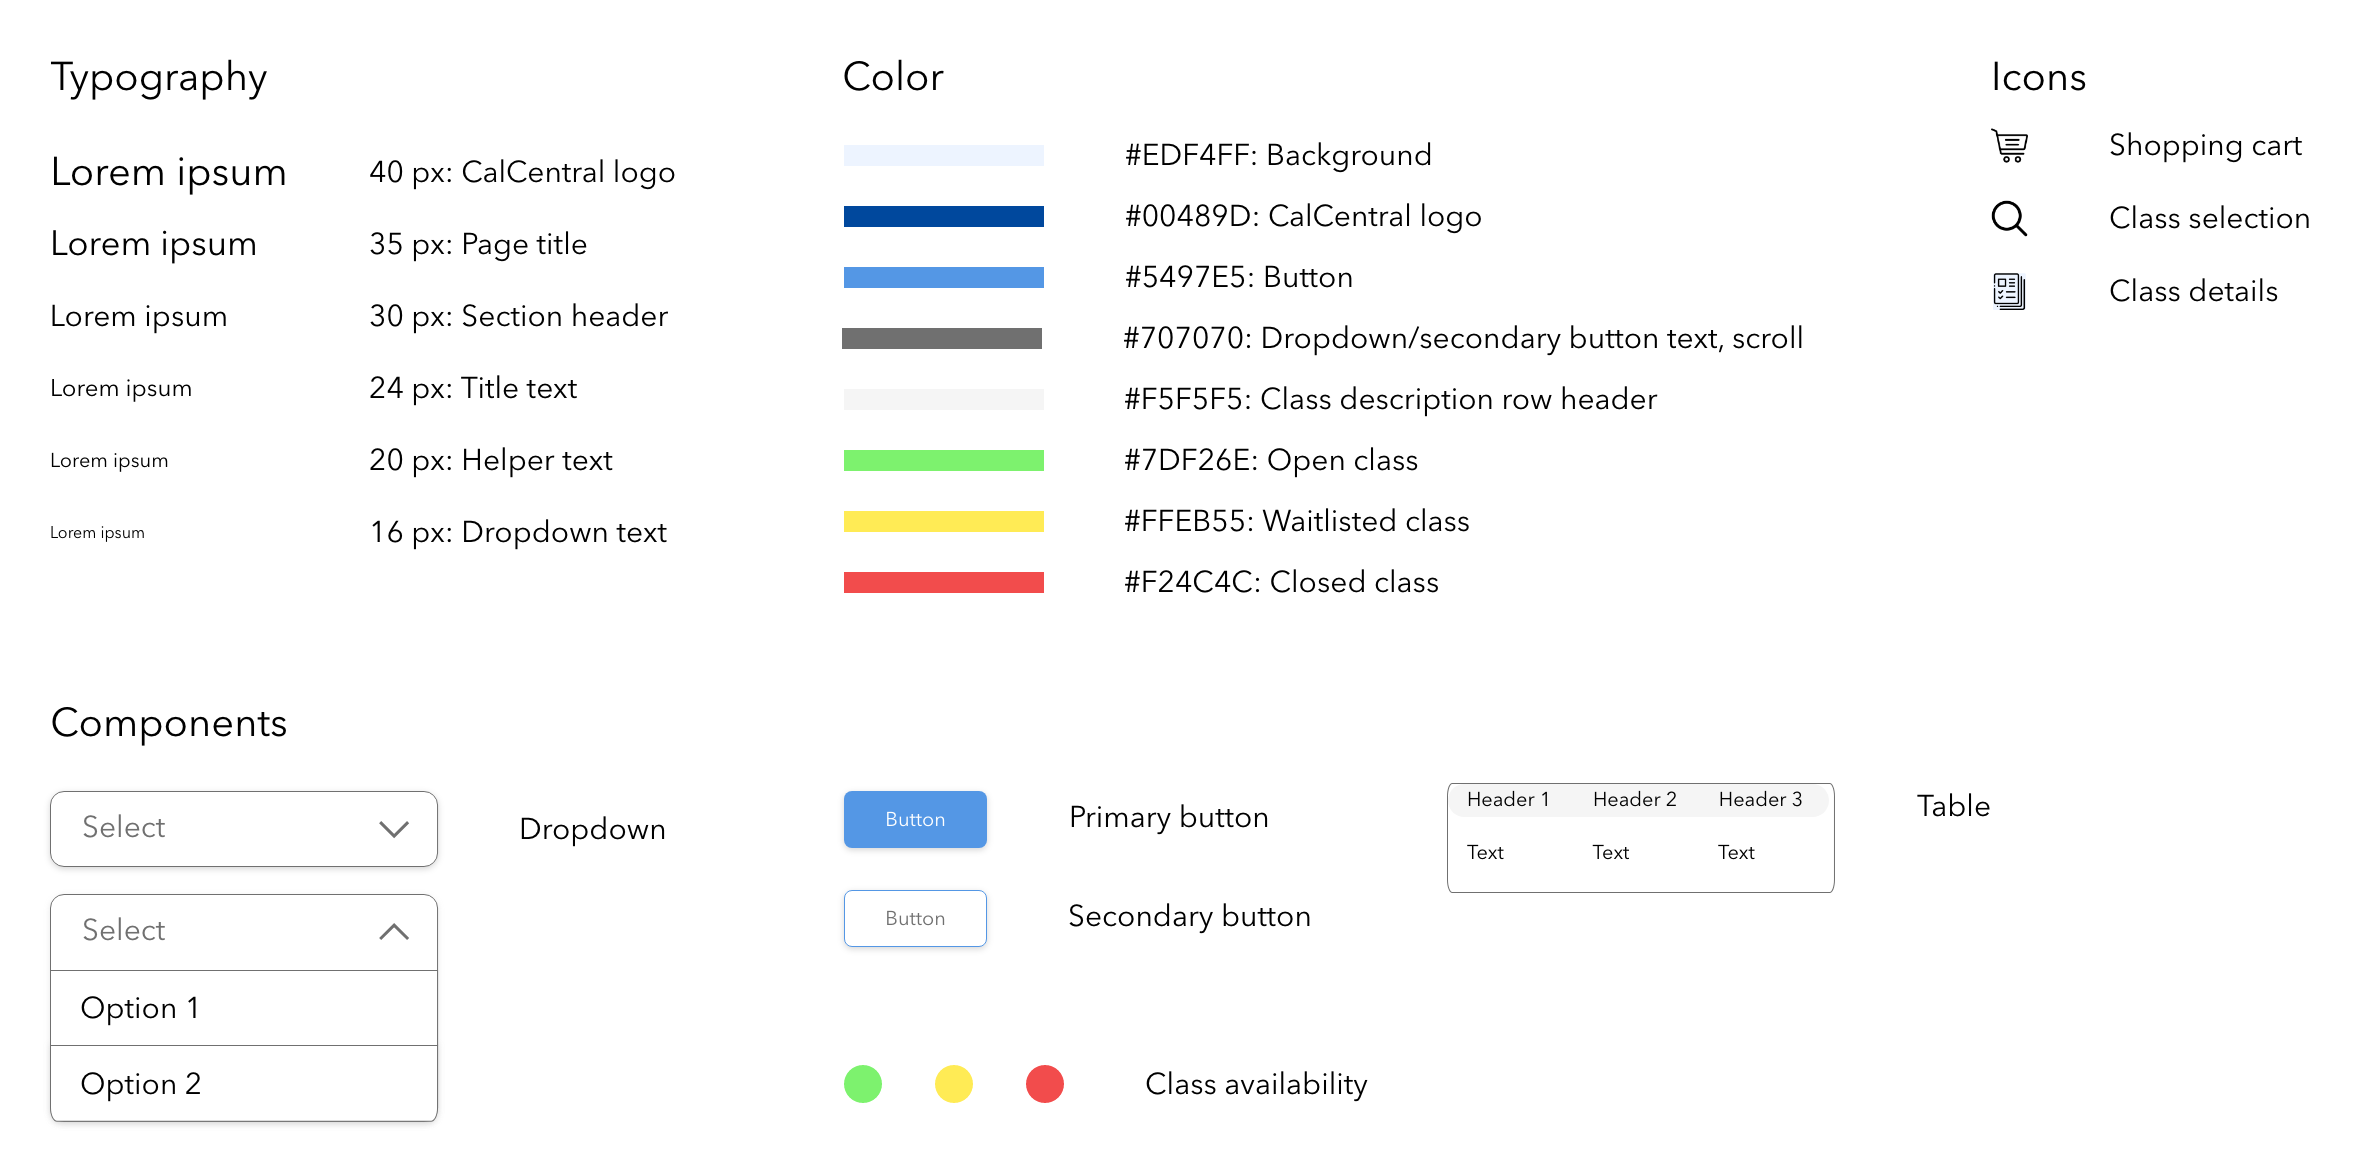 Typography
Lorem ipsum
40 px: CalCentral logo
Lorem ipsum
35 px: Page title
Lorem ipsum
30 px: Section header
Lorem ipsum
24 px: Title text
Lorem ipsum
20 px: Helper text
Lorem ipsum
16 px: Dropdown text
Color
#EDF4FF: Background
#00489D: CalCentral logo
#5497E5: Button
#707070: Dropdown/secondary button text, scroll
#F5F5F5: Class description row header
#7DF26E: Open class
#FFEB55: Waitlisted class
#F24C4C: Closed class
Icons
Shopping cart
Class selection
Class details
Components
Select
Dropdown
Select
Option 1
Option 2
Button
Primary button
Button
Secondary button
Header 1 Header 2 Header 3
Text Text Text
Table
Class availability